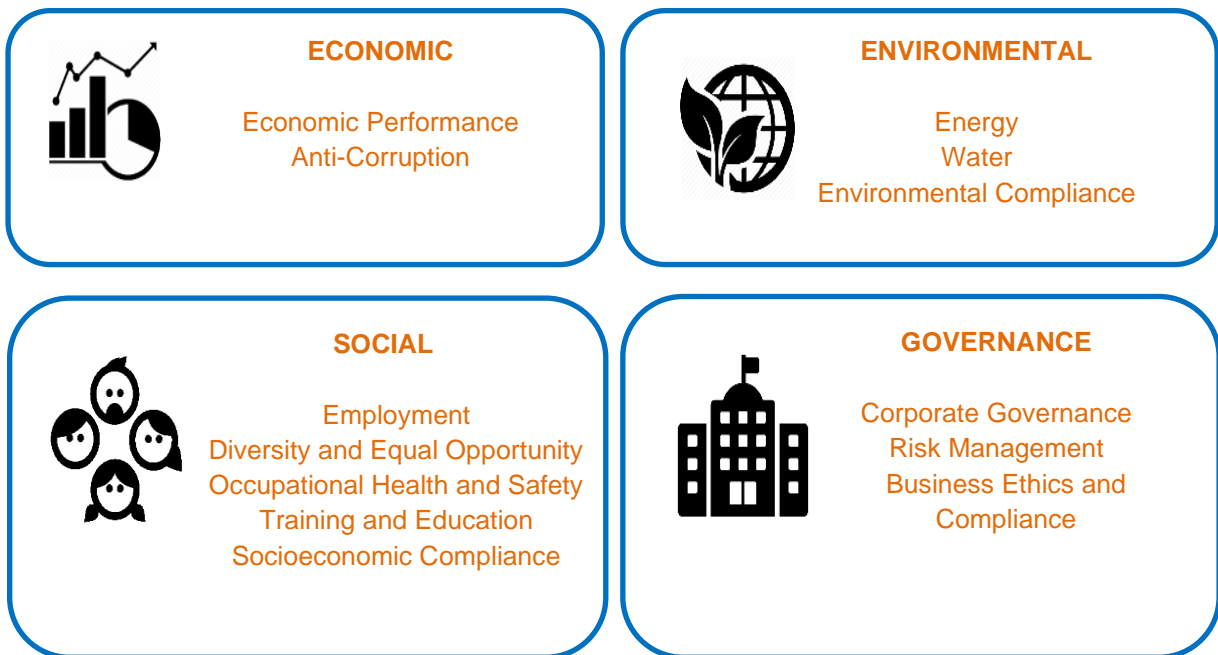 ECONOMIC
Economic Performance
Anti-Corruption
ENVIRONMENTAL
Energy
Water
Environmental Compliance
SOCIAL
Employment
Diversity and Equal Opportunity
Occupational Health and Safety
Training and Education
Socioeconomic Compliance
GOVERNANCE
Corporate Governance
Risk Management
Business Ethics and
Compliance